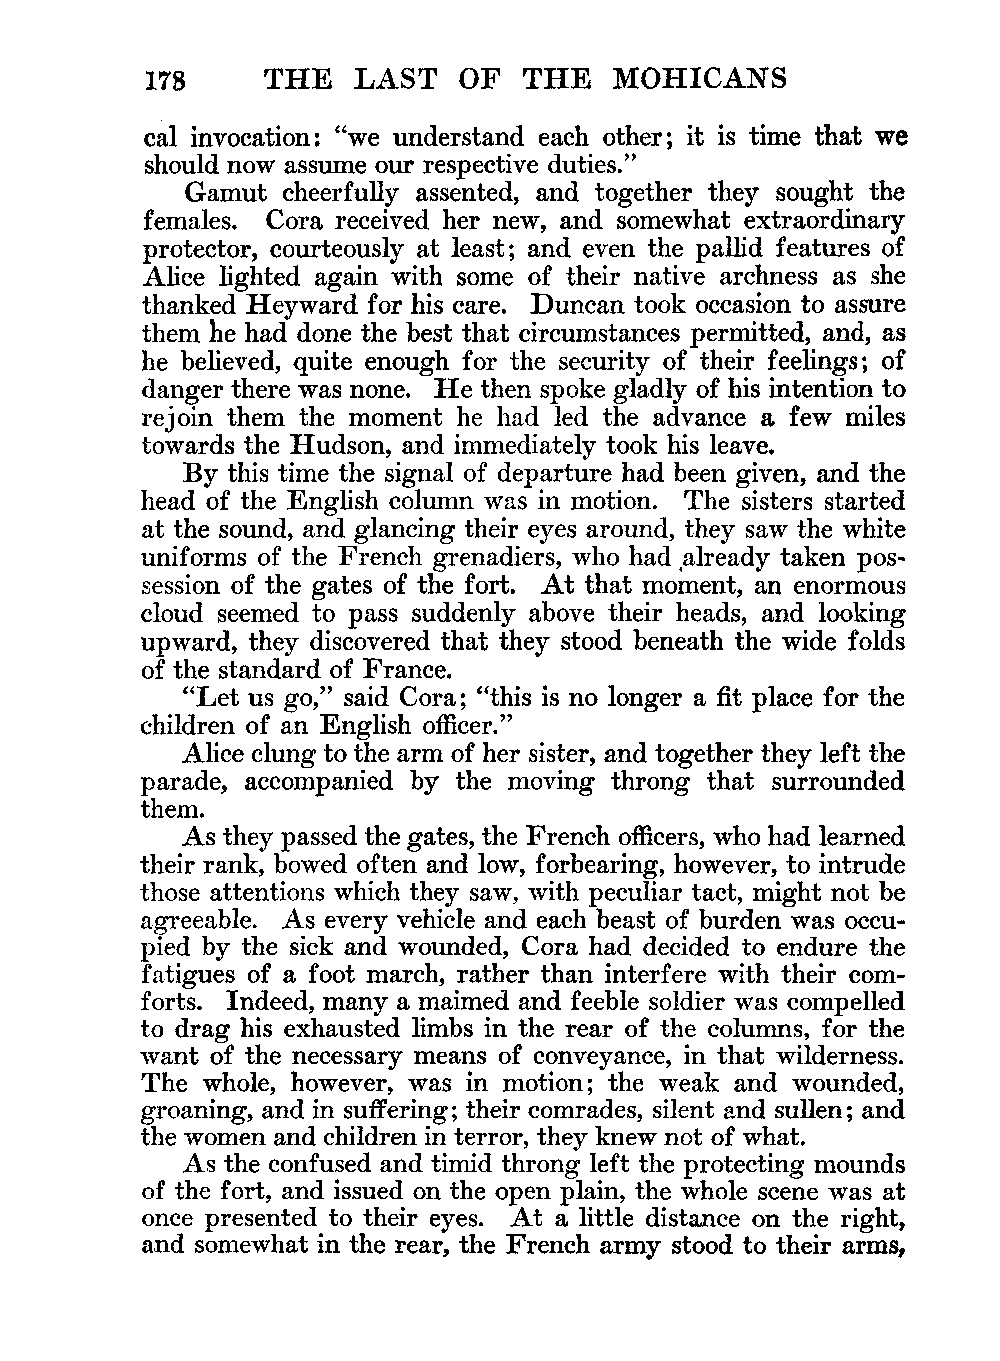 178 THE LAST OF THE MOHICANS
cal invocation: “we understand each other; it is time that we
should now assume our respective duties.”
Gamut cheerfully assented, and together they sought the
females. Cora received her new, and somewhat extraordinary
protector, courteously at least; and even the pallid features of
Alice lighted again with some of their native archness as she
thanked Heyward for his care. Duncan took occasion to assure
them he had done the best that circumstances permitted, and, as
he believed, quite enough for the security of their feelings; of
danger there was none. He then spoke gladly of his intention to
rejoin them the moment he had led the advance a few miles
towards the Hudson, and immediately took his leave.
By this time the signal of departure had been given, and the
head of the English column was in motion. The sisters started
at the sound, and glancing their eyes around, they saw the white
uniforms of the French grenadiers, who had already taken pos-
session of the gates of the fort. At that moment, an enormous
cloud seemed to pass suddenly above their heads, and looking
upward, they discovered that they stood beneath the wide folds
of the standard of France.
“Let us go,” said Cora; “this is no longer a fit place for the
children of an English officer.”
Alice clung to the arm of her sister, and together they left the
parade, accompanied by the moving throng that surrounded
them.
As they passed the gates, the French officers, who had learned
their rank, bowed often and low, forbearing, however, to intrude
those attentions which they saw, with peculiar tact, might not be
agreeable. As every vehicle and each beast of burden was occu-
pied by the sick and wounded, Cora had decided to endure the
fatigues of a foot march, rather than interfere with their com-
forts. Indeed, many a maimed and feeble soldier was compelled
to drag his exhausted limbs in the rear of the columns, for the
want of the necessary means of conveyance, in that wilderness.
The whole, however, was in motion; the weak and wounded,
groaning, and in suffering; their comrades, silent and sullen; and
the women and children in terror, they knew not of what.
As the confused and timid throng left the protecting mounds
of the fort, and issued on the open plain, the whole scene was at
once presented to their eyes. At a little distance on the right,
and somewhat in the rear, the French army stood to their arms,